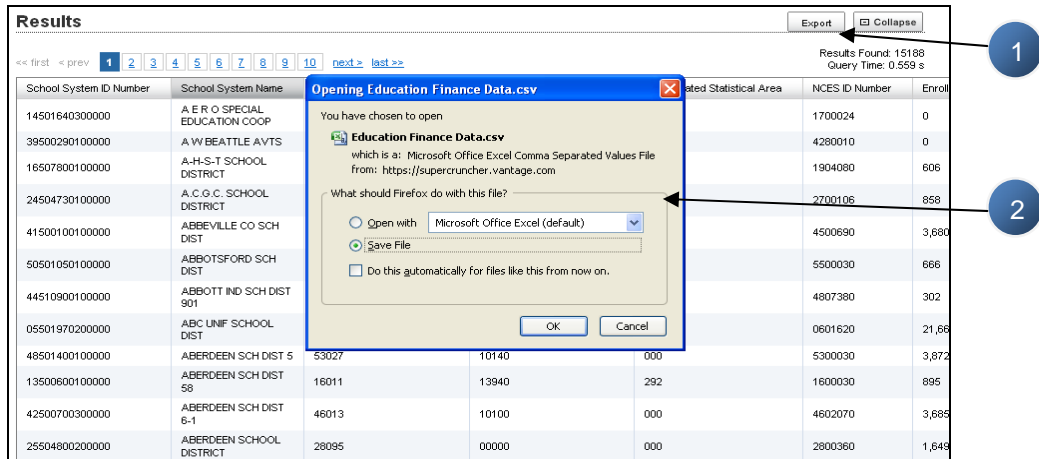 Results
Export
Collapse
1
<< first < prev 1 2 3 4 5 6 7 8 9 10 next > last >>
Results Found: 15188
Query Time: 0.559 s
School System ID Number School System Name ated Statistical Area NCES ID Number Enroll
14501640300000 A E R O SPECIAL EDUCATION COOP 1700024 0
39500290100000 A W BEATTLE AVTS 4280010 0
16507800100000 A-H-S-T SCHOOL DISTRICT 1904080 606
24504730100000 A.C.G.C. SCHOOL DISTRICT 2700106 858
41500100100000 ABBEVILLE CO SCH DIST 4500690 3,680
50501050100000 ABBOTSFORD SCH DIST 5500030 666
44510900100000 ABBOTT IND SCH DIST 901 4807380 302
05501970200000 ABC UNIF SCHOOL DIST 0601620 21,66
48501400100000 ABERDEEN SCH DIST 5 53027 10140 000 5300030 3,872
13500600100000 ABERDEEN SCH DIST 58 16011 13940 292 1600030 895
42500700300000 ABERDEEN SCH DIST 6-1 46013 10100 000 4602070 3,685
25504800200000 ABERDEEN SCHOOL DISTRICT 28095 00000 000 2800360 1,649
Opening Education Finance Data.csv
You have chosen to open
Education Finance Data.csv
which is a: Microsoft Office Excel Comma Separated Values File
from: https://supercruncher.vantage.com
What should Firefox do with this file?
Open with Microsoft Office Excel (default)
Save File
Do this automatically for files like this from now on.
OK Cancel
2